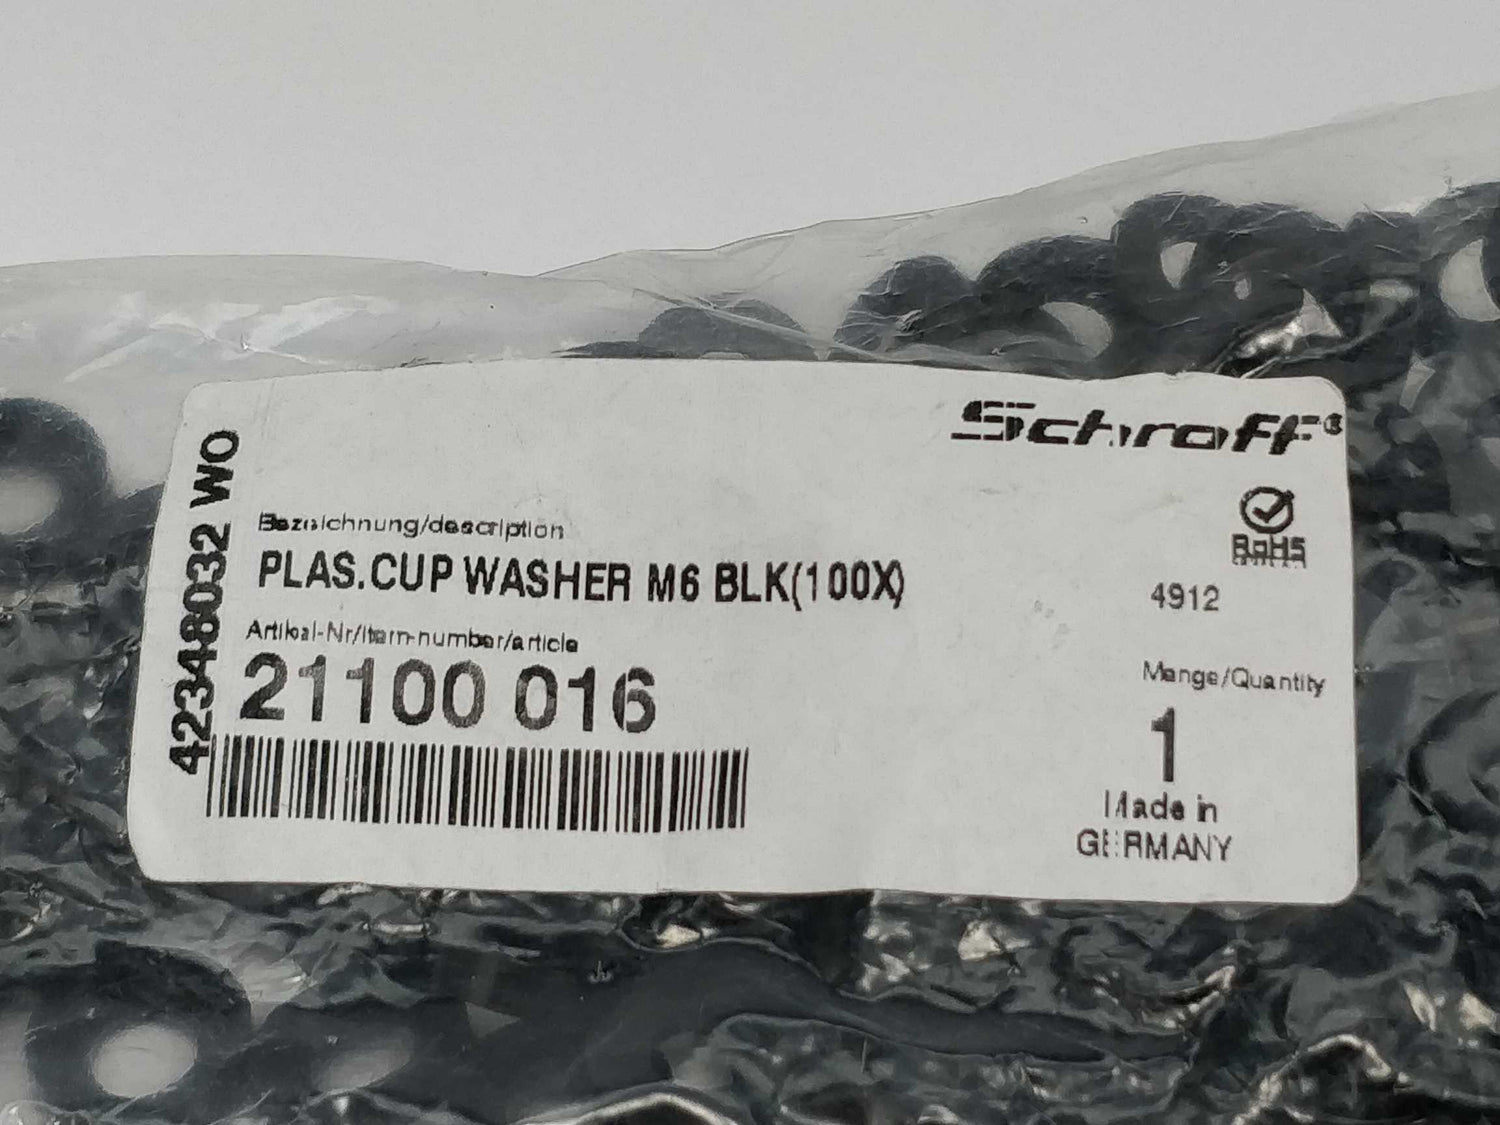 Schroff®
42348032 WO
Bezeichnung/description
PLAS.CUP WASHER M6 BLK(100X)
RoHS
4912
Artikel-Nr/item-number/article
21100 016
Menge/Quantity
1
Made in
GERMANY